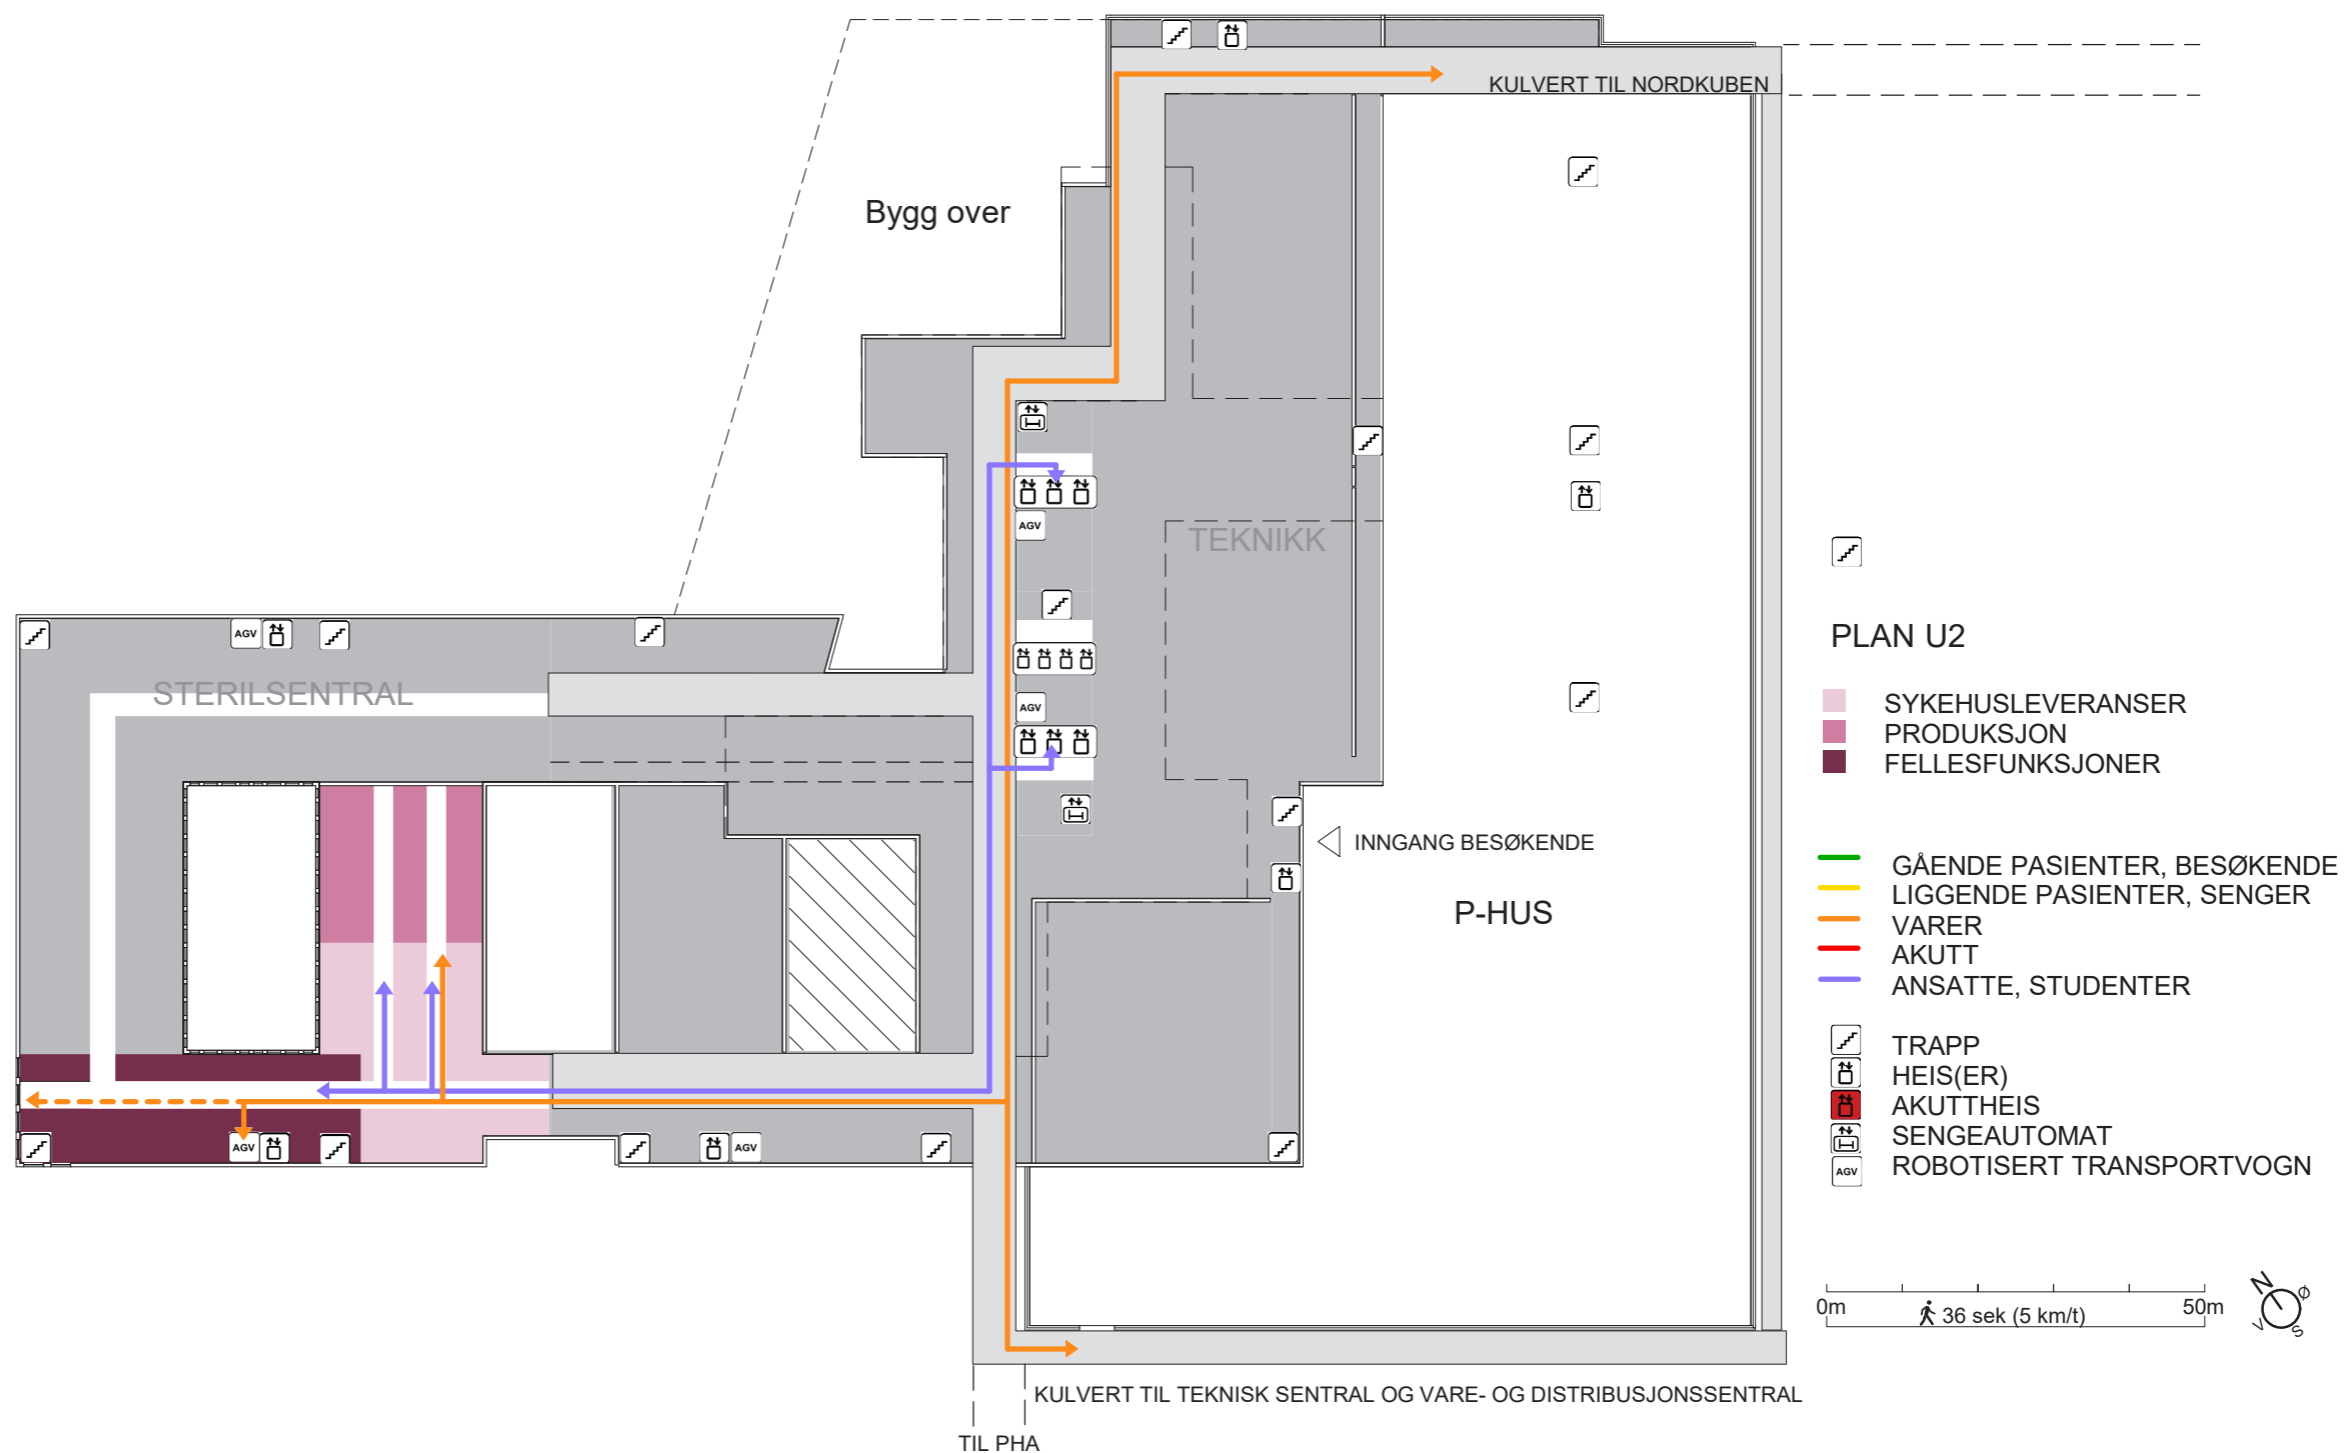 KULVERT TIL NORDKUBEN
Bygg over
AGV
TEKNIKK
AGV
STERILSENTRAL
AGV
INNGANG BESØKENDE
P-HUS
AGV
AGV
KULVERT TIL TEKNISK SENTRAL OG VARE- OG DISTRIBUSJONSSENTRAL
TIL PHA
PLAN U2
SYKEHUSLEVERANSER
PRODUKSJON
FELLESFUNKSJONER
GÅENDE PASIENTER, BESØKENDE
LIGGENDE PASIENTER, SENGER
VARER
AKUTT
ANSATTE, STUDENTER
TRAPP
HEIS(ER)
AKUTTHEIS
SENGEAUTOMAT
AGV ROBOTISERT TRANSPORTVOGN
0m 36 sek (5 km/t) 50m
N
Ø
V
S